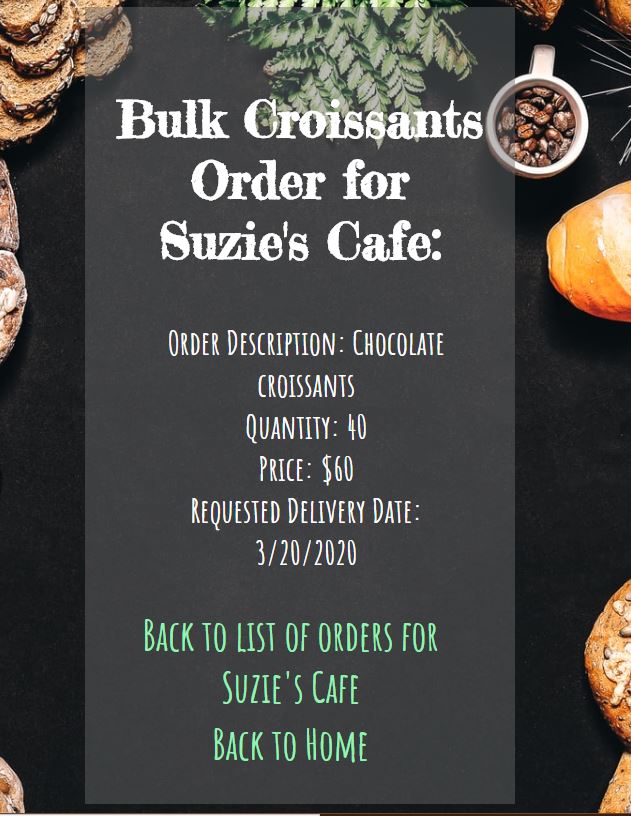 Bulk Croissants
Order for
Suzie's Cafe:
Order Description: Chocolate
croissants
Quantity: 40
Price: $60
Requested Delivery Date:
3/20/2020
Back to list of orders for
Suzie's Cafe
Back to Home